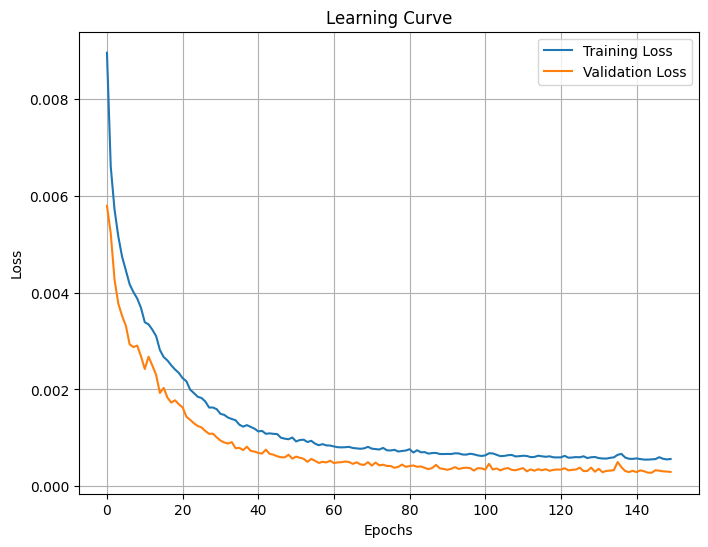 Learning Curve
Training Loss
Validation Loss
0.008
0.006
0.004
0.002
0.000
Loss
0 20 40 60 80 100 120 140
Epochs